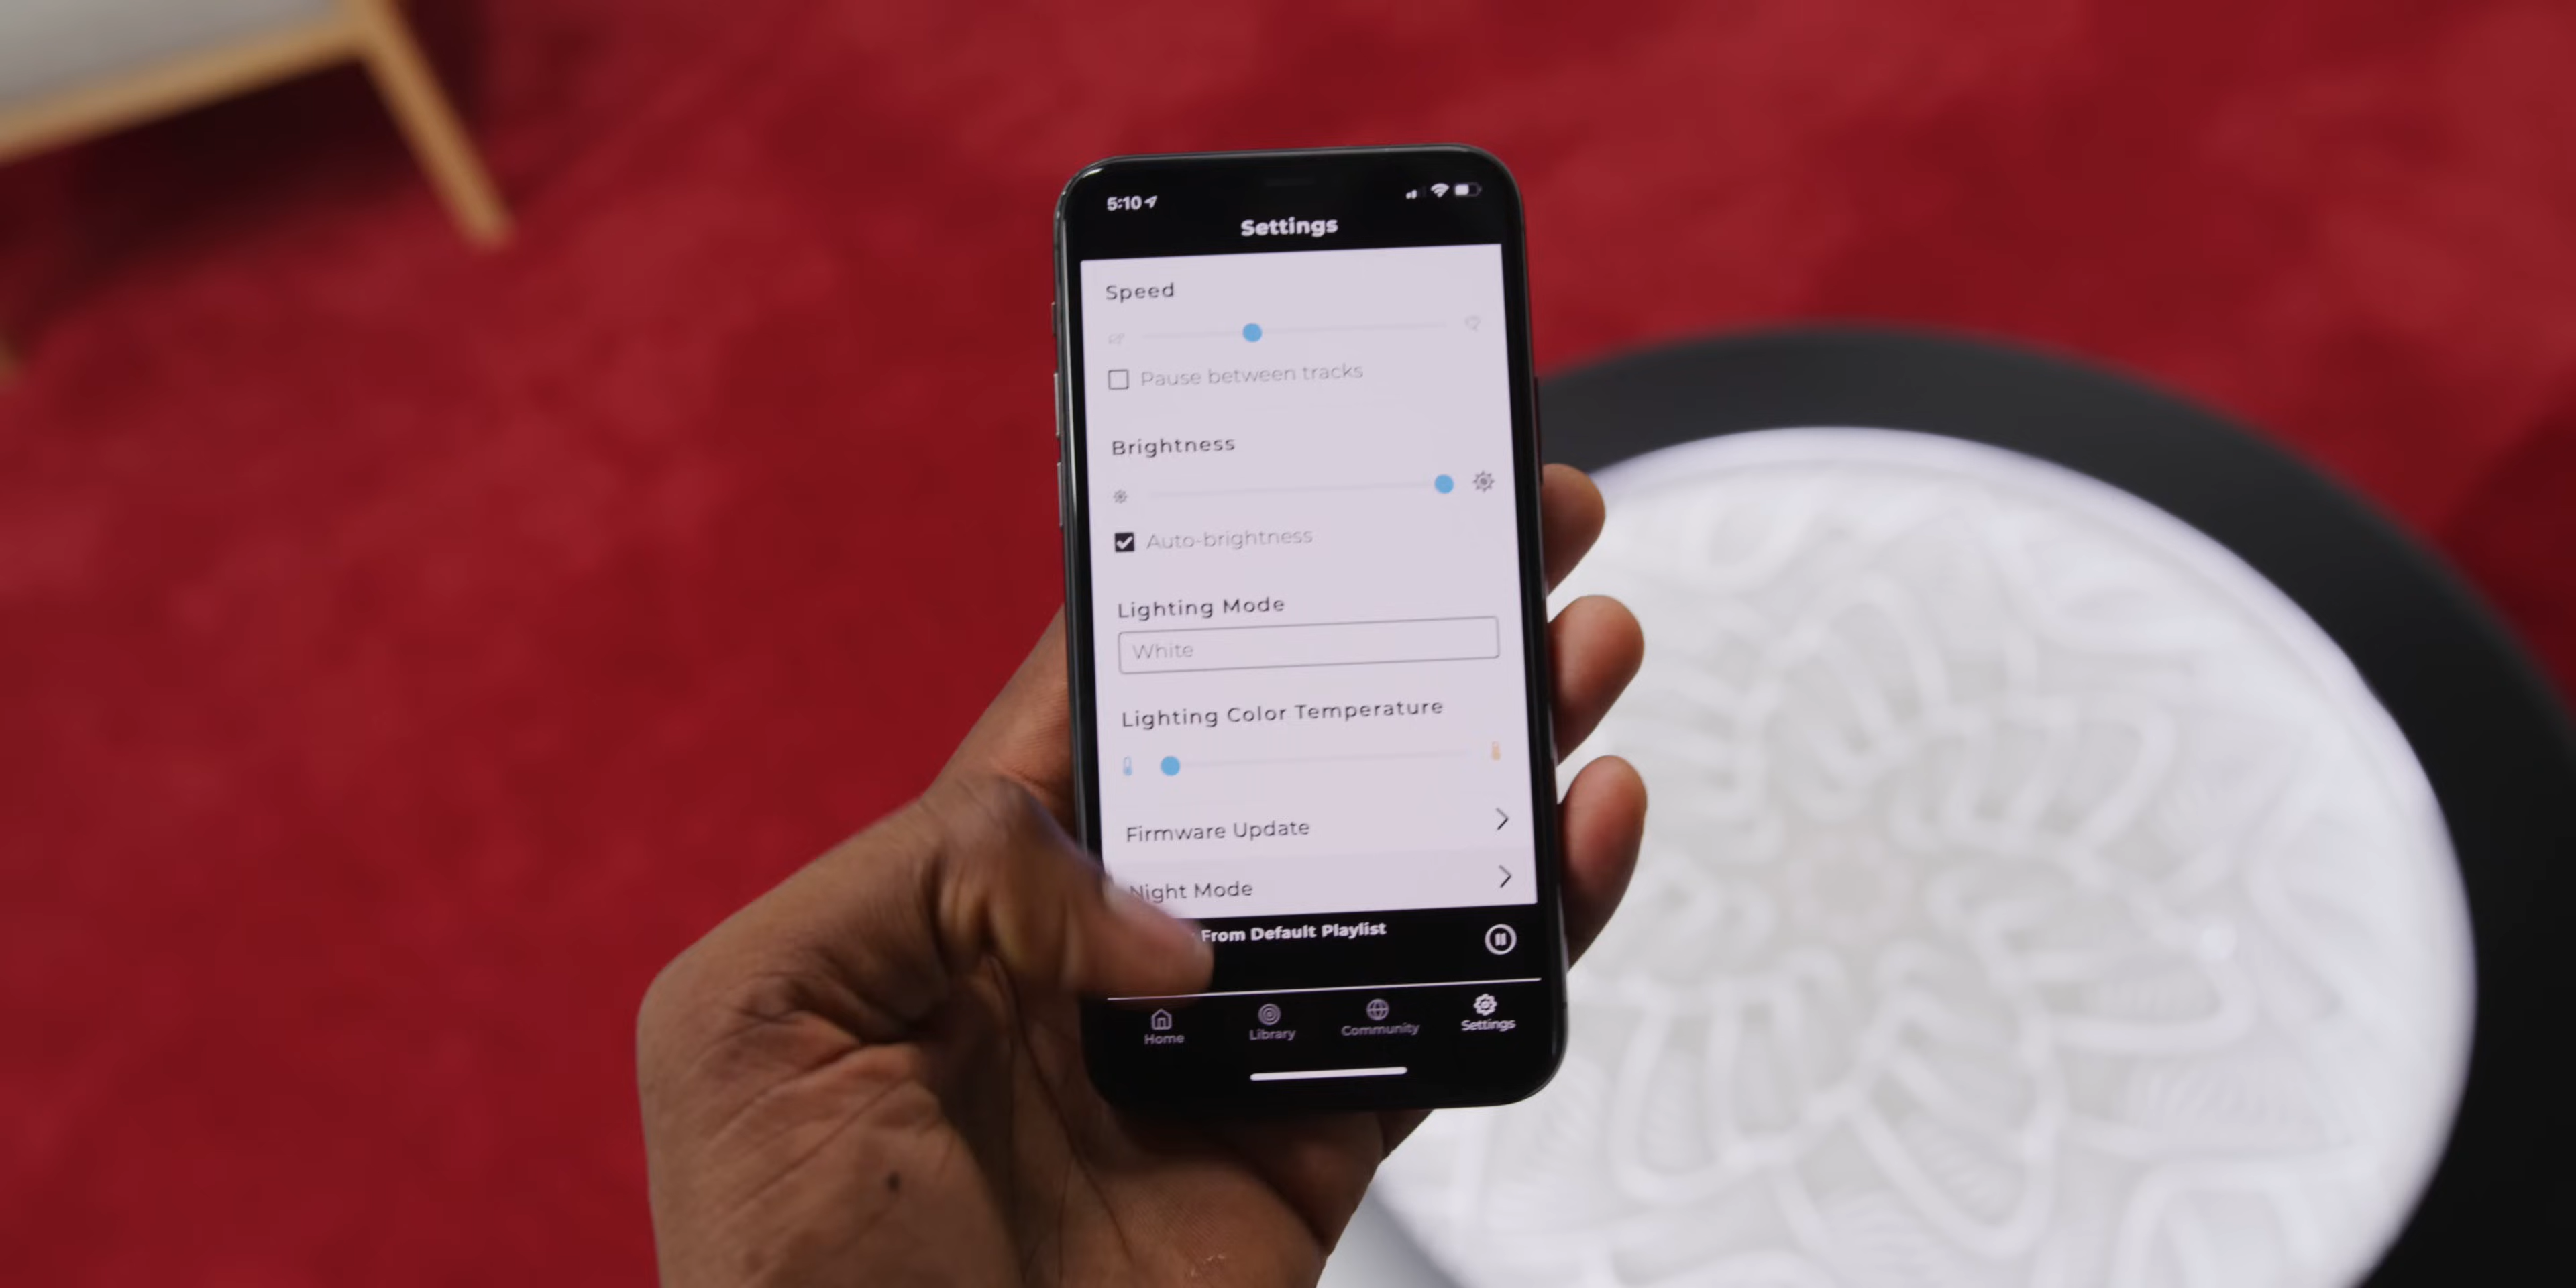 5:10
Settings
Speed
Pause between tracks
Brightness
Auto-brightness
Lighting Mode
White
Lighting Color Temperature
Firmware Update
Night Mode
From Default Playlist
Home
Library
Community
Settings